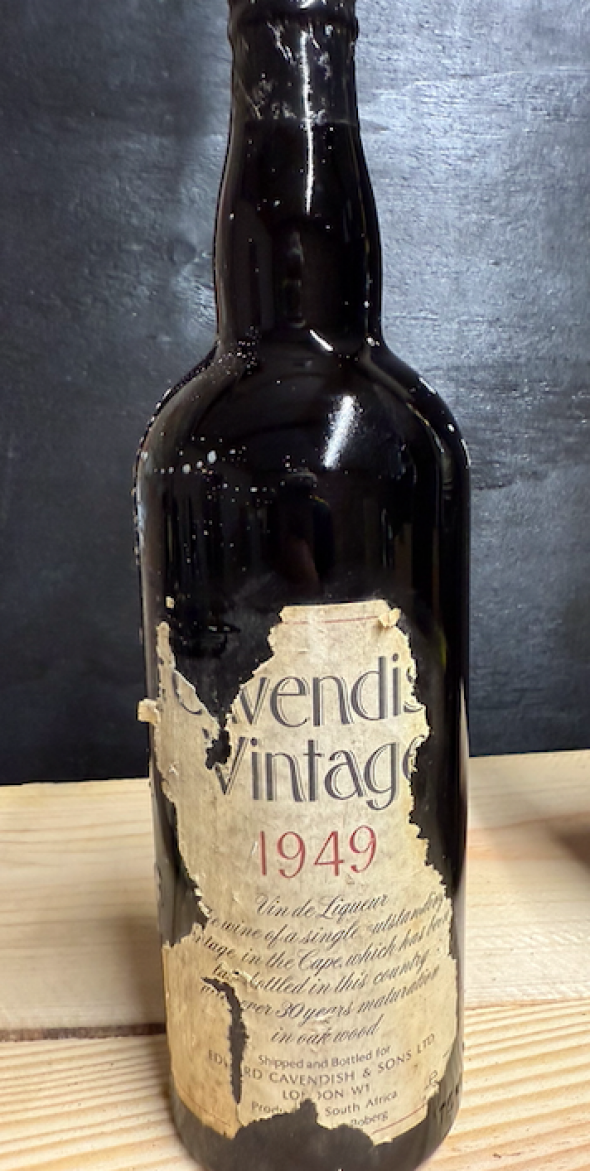 vendis
Vintage
1949
Vin de Liqueur
wine of a single outstanding
in the Cape, which has been
bottled in this country
over 30 years maturation
in oak wood
Shipped and Bottled for
EDWARD CAVENDISH & SONS LTD
LONDON W1
South Africa
Boberg